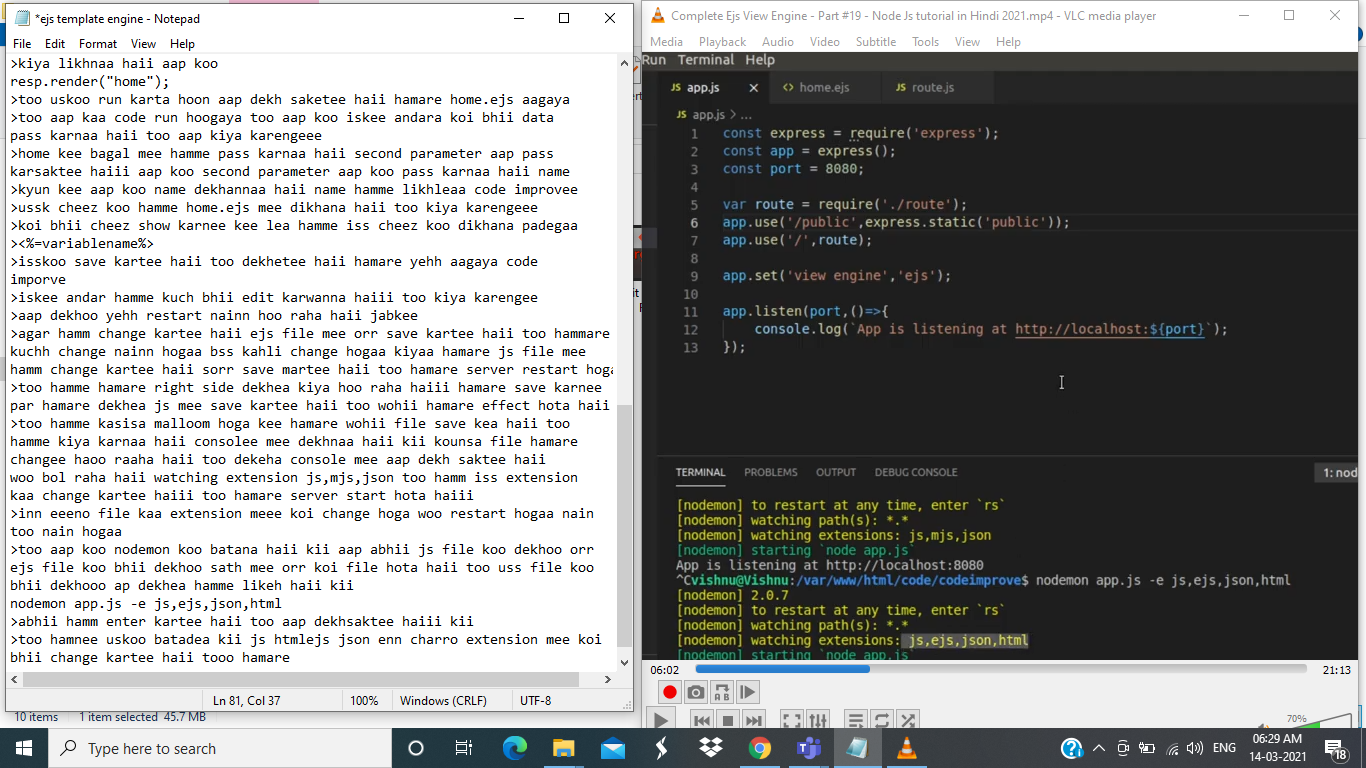 *ejs template engine - Notepad
File Edit Format View Help
>kiya likhnaa haii aap koo
resp.render("home");
>too uskoo run karta hoon aap dekh saketee haii hamare home.ejs aagaya
>too aap kaa code run hoogaya too aap koo iskee andara koi bhii data
pass karnaa haii too aap kiya karengeee
>home kee bagal mee hamme pass karnaa haii second parameter aap pass
karsaktee haiii aap koo second parameter aap koo pass karnaa haii name
>kyun kee aap koo name dekhannaa haii name hamme likhleaa code improvee
>ussk cheez koo hamme home.ejs mee dikhana haii too kiya karengeee
>koi bhii cheez show karnee kee lea hamme iss cheez koo dikhana padegaa
><%=variablename%>
>isskoo save kartee haii too dekhetee haii hamare yehh aagaya code
imporve
>iskee andar hamme kuch bhii edit karwanna haiii too kiya karengee
>aap dekhoo yehh restart nainn hoo raha haii jabkee
>agar hamm change kartee haii ejs file mee orr save kartee haii too hammare
kuchh change nainn hogaa bss kahli change hogaa kiyaa hamare js file mee
hamm change kartee haii sorr save martee haii too hamare server restart hoga
>too hamme hamare right side dekhea kiya hoo raha haiii hamare save karnee
par hamare dekhea js mee save kartee haii too wohii hamare effect hota haii
>too hamme kasisa malloom hoga kee hamare wohii file save kea haii too
hamme kiya karnaa haii consolee mee dekhnaa haii kii kounsa file hamare
changee haoo raaha haii too dekeha console mee aap dekh saktee haii
woo bol raha haii watching extension js,mjs,json too hamm iss extension
kaa change kartee haiii too hamare server start hota haiii
>inn eeeno file kaa extension meee koi change hoga woo restart hogaa nain
too nain hogaa
>too aap koo nodemon koo batana haii kii aap abhii js file koo dekhoo orr
ejs file koo bhii dekhoo sath mee orr koi file hota haii too uss file koo
bhii dekhooo ap dekhea hamme likeh haii kii
nodemon app.js -e js,ejs,json,html
>abhii hamm enter kartee haii too aap dekhsaktee haiii kii
>too hamnee uskoo batadea kii js htmlejs json enn charro extension mee koi
bhii change kartee haii tooo hamare
Ln 81, Col 37 100% Windows (CRLF) UTF-8
10 items 1 item selected 45.7 MB
Complete Ejs View Engine - Part #19 - Node Js tutorial in Hindi 2021.mp4 - VLC media player
Media Playback Audio Video Subtitle Tools View Help
Run Terminal Help
JS app.js <> home.ejs JS route.js
JS app.js > ...
1 const express = require('express');
2 const app = express();
3 const port = 8080;
4
5 var route = require('./route');
6 app.use('/public',express.static('public'));
7 app.use('/',route);
8
9 app.set('view engine','ejs');
10
11 app.listen(port,()=>{
12 console.log(`App is listening at http://localhost:${port}`);
13 });
TERMINAL PROBLEMS OUTPUT DEBUG CONSOLE 1: nod
[nodemon] to restart at any time, enter `rs`
[nodemon] watching path(s): *.*
[nodemon] watching extensions: js,mjs,json
[nodemon] starting `node app.js`
App is listening at http://localhost:8080
^Cvishnu@Vishnu:/var/www/html/code/codeimprove$ nodemon app.js -e js,ejs,json,html
[nodemon] 2.0.7
[nodemon] to restart at any time, enter `rs`
[nodemon] watching path(s): *.*
[nodemon] watching extensions: js,ejs,json,html
[nodemon] starting `node app.js`
06:02 21:13
70%
Type here to search
ENG
06:29 AM
14-03-2021
18